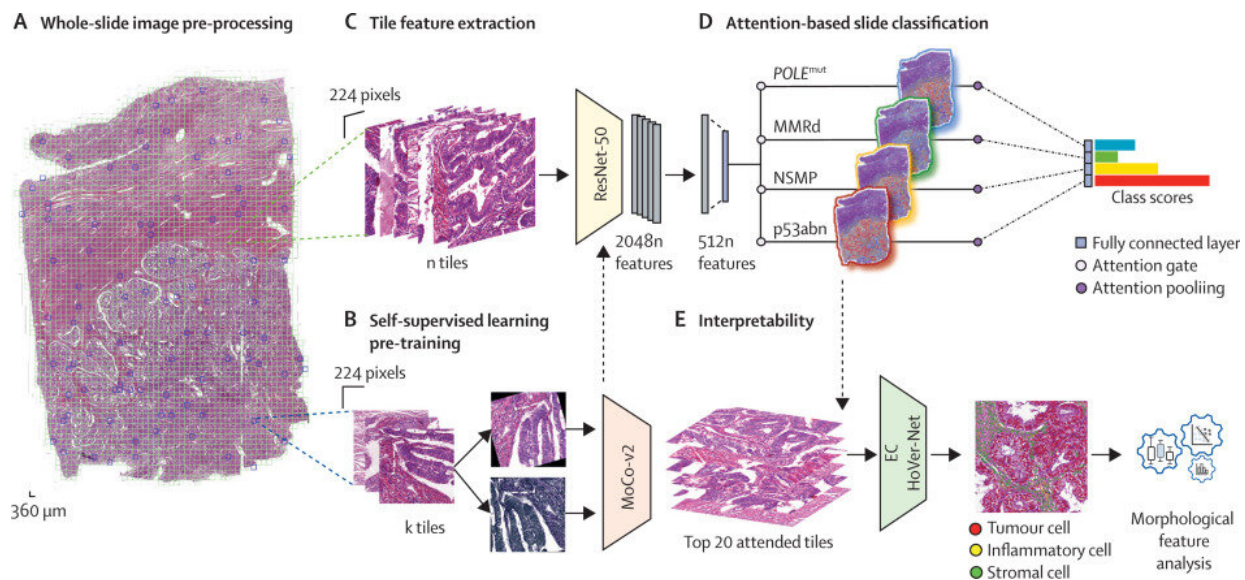 A Whole-slide image pre-processing
360 µm
C Tile feature extraction
224 pixels
n tiles
ResNet-50
2048n
features
512n
features
D Attention-based slide classification
POLEmut
MMRd
NSMP
p53abn
Class scores
Fully connected layer
Attention gate
Attention pooliing
B Self-supervised learning
pre-training
224 pixels
k tiles
MoCo-v2
E Interpretability
Top 20 attended tiles
EC
HoVer-Net
Tumour cell
Inflammatory cell
Stromal cell
Morphological
feature
analysis